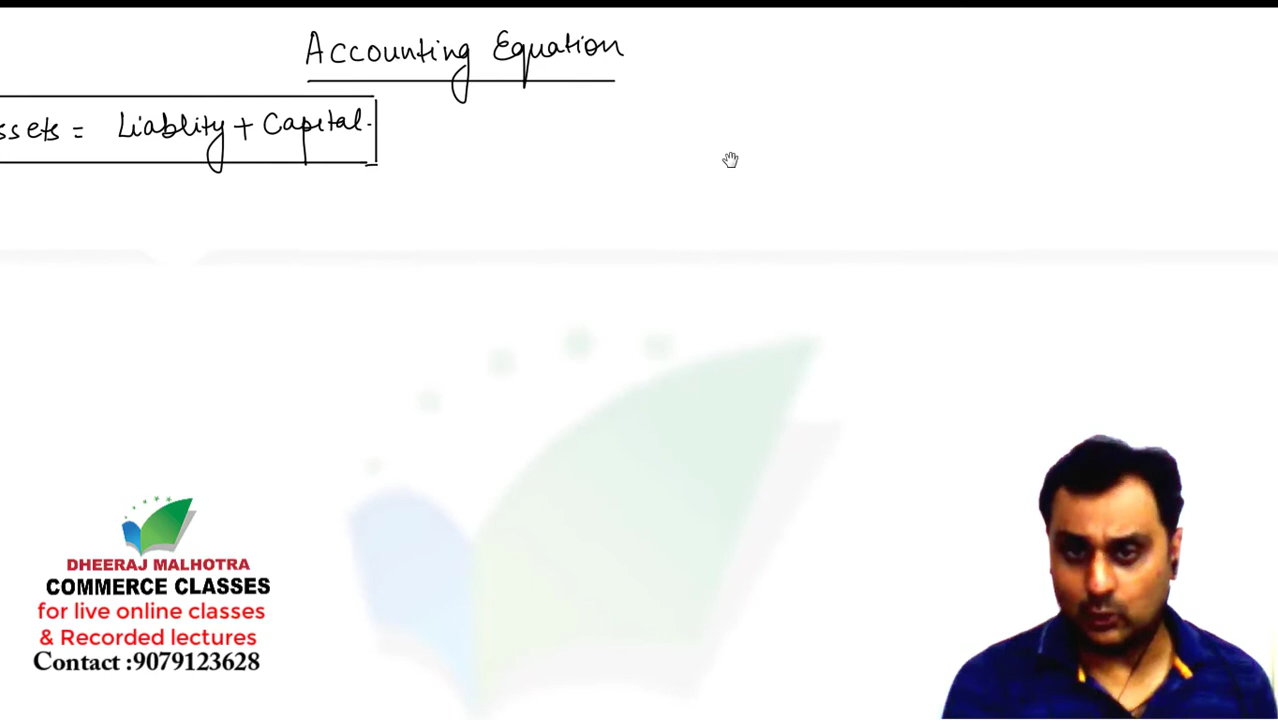 Accounting Equation
ssets = Liablity + Capital.
DHEERAJ MALHOTRA
COMMERCE CLASSES
for live online classes
& Recorded lectures
Contact :9079123628